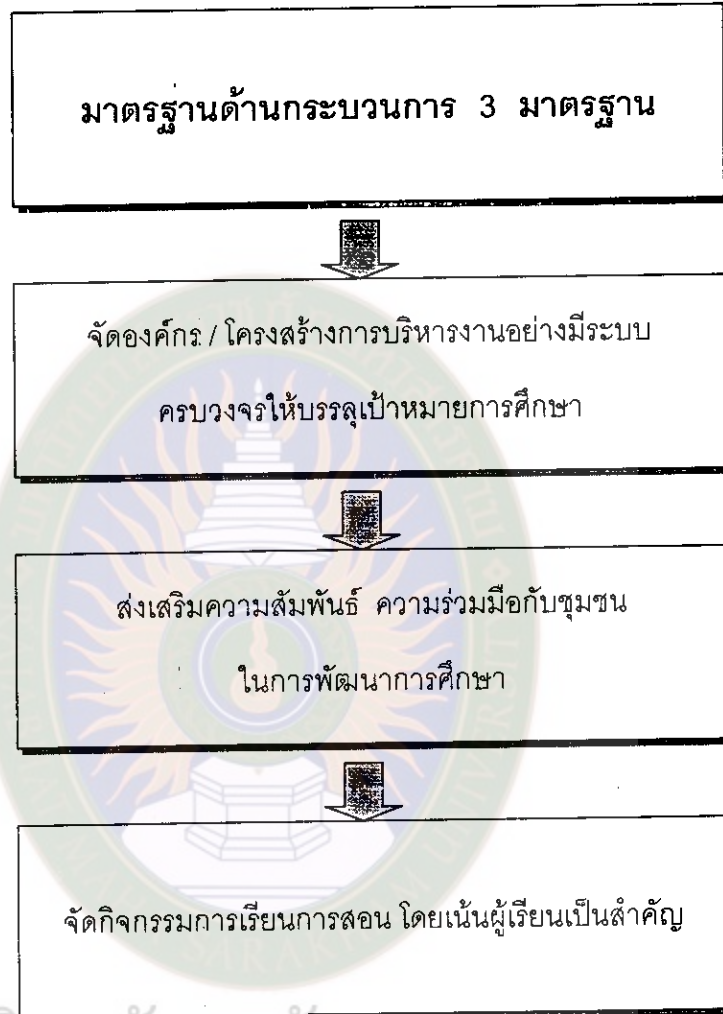 มาตรฐานด้านกระบวนการ 3 มาตรฐาน
จัดองค์กร / โครงสร้างการบริหารงานอย่างมีระบบ
ครบวงจรให้บรรลุเป้าหมายการศึกษา
ส่งเสริมความสัมพันธ์ ความร่วมมือกับชุมชน
ในการพัฒนาการศึกษา
จัดกิจกรรมการเรียนการสอน โดยเน้นผู้เรียนเป็นสำคัญ